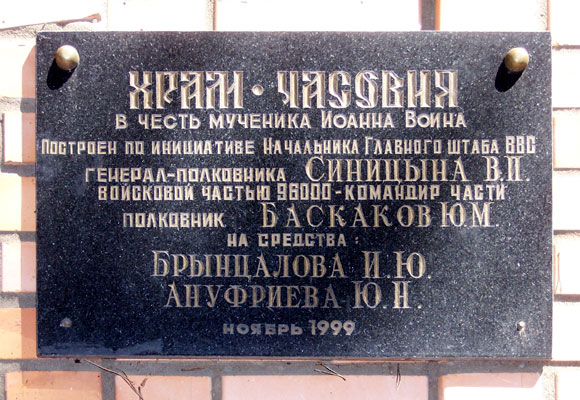 ХРАМ · ЧАСОВНЯ
В ЧЕСТЬ МУЧЕНИКА ИОАННА ВОИНА
ПОСТРОЕН ПО ИНИЦИАТИВЕ НАЧАЛЬНИКА ГЛАВНОГО ШТАБА ВВС
ГЕНЕРАЛ-ПОЛКОВНИКА СИНИЦЫНА В.П.
ВОЙСКОВОЙ ЧАСТЬЮ 96000-КОМАНДИР ЧАСТИ
ПОЛКОВНИК БАСКАКОВ Ю.М.
НА СРЕДСТВА:
БРЫНЦАЛОВА И.Ю.
АНУФРИЕВА Ю.Н.
НОЯБРЬ 1999